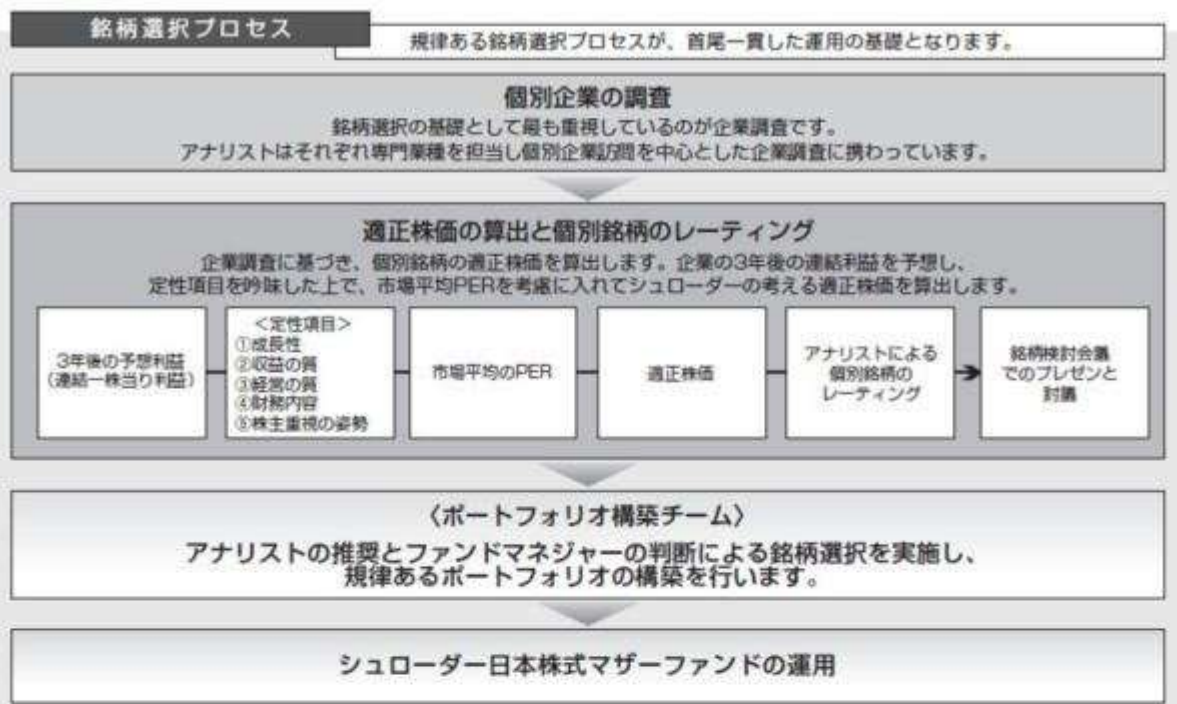 銘柄選択プロセス
規律ある銘柄選択プロセスが、首尾一貫した運用の基礎となります。
個別企業の調査
銘柄選択の基礎として最も重視しているのが企業調査です。
アナリストはそれぞれ専門業種を担当し個別企業訪問を中心とした企業調査に携わっています。
適正株価の算出と個別銘柄のレーティング
企業調査に基づき、個別銘柄の適正株価を算出します。企業の3年後の連結利益を予想し、
定性項目を吟味した上で、市場平均PERを考慮に入れてシュローダーの考える適正株価を算出します。
3年後の予想利益
(連結一株当り利益)
<定性項目>
①成長性
②収益の質
③経営の質
④財務内容
⑤株主重視の姿勢
市場平均のPER
適正株価
アナリストによる
個別銘柄の
レーティング
銘柄検討会議
でのプレゼンと
討議
〈ポートフォリオ構築チーム〉
アナリストの推奨とファンドマネジャーの判断による銘柄選択を実施し、
規律あるポートフォリオの構築を行います。
シュローダー日本株式マザーファンドの運用